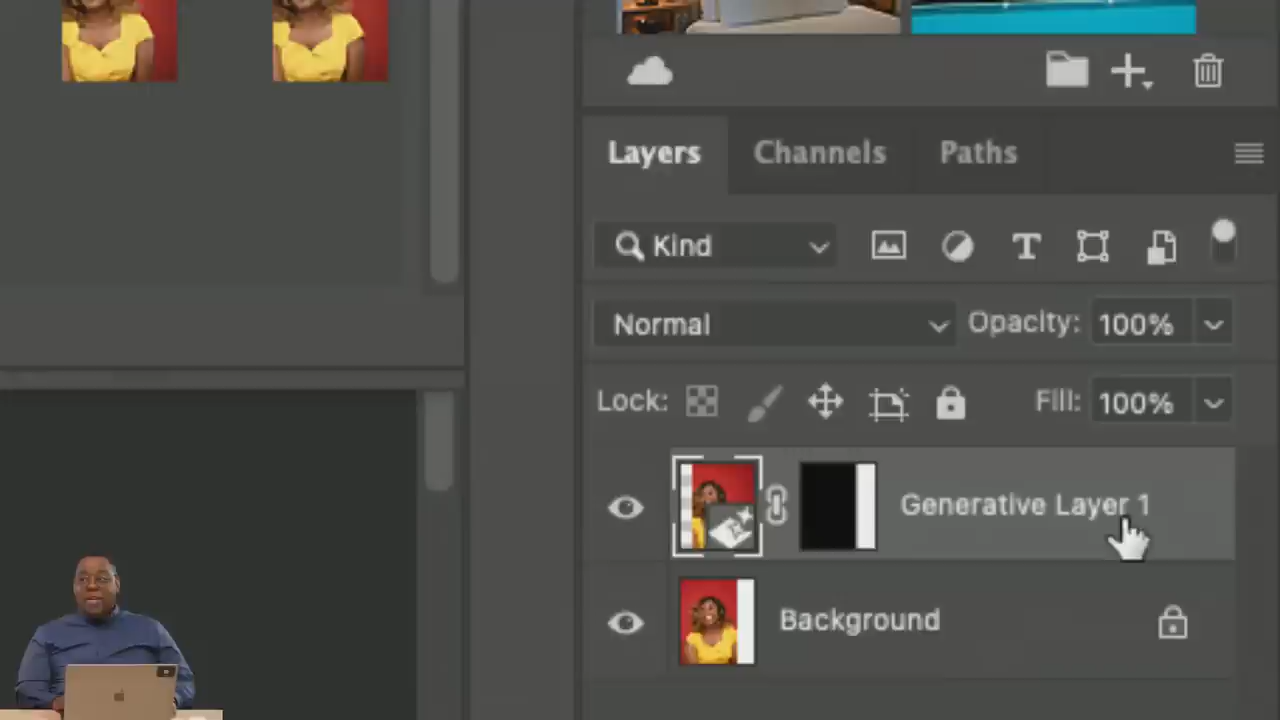 Layers Channels Paths
Kind
Normal Opacity: 100%
Lock: Fill: 100%
Generative Layer 1
Background